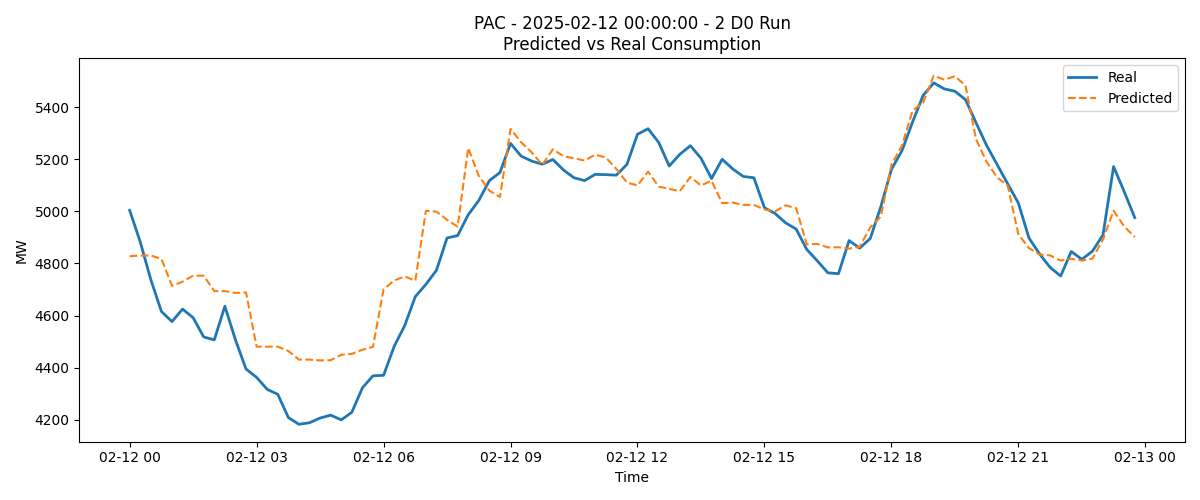 PAC - 2025-02-12 00:00:00 - 2 D0 Run
Predicted vs Real Consumption
Real
Predicted
MW
5400
5200
5000
4800
4600
4400
4200
02-12 00
02-12 03
02-12 06
02-12 09
02-12 12
02-12 15
02-12 18
02-12 21
02-13 00
Time